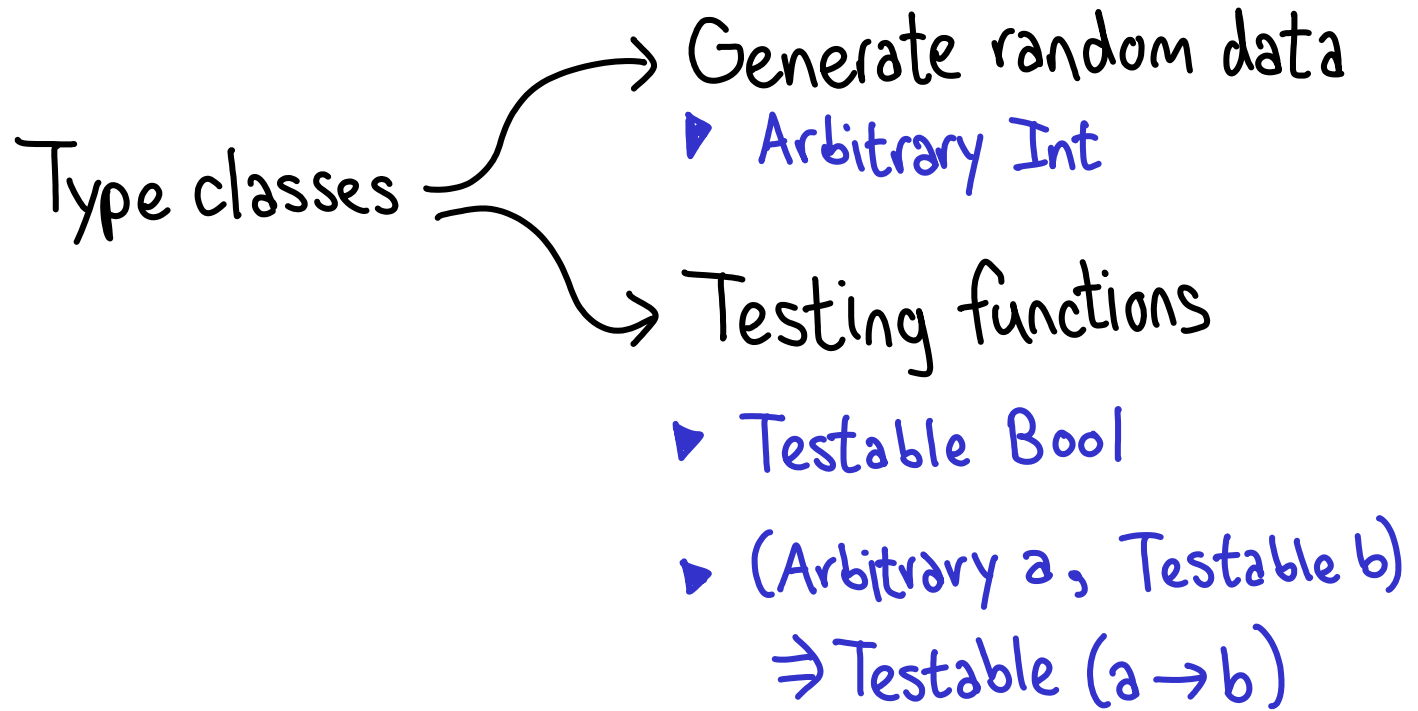 Type classes
Generate random data
Arbitrary Int
Testing functions
Testable Bool
(Arbitrary a, Testable b)
⇒ Testable (a → b)